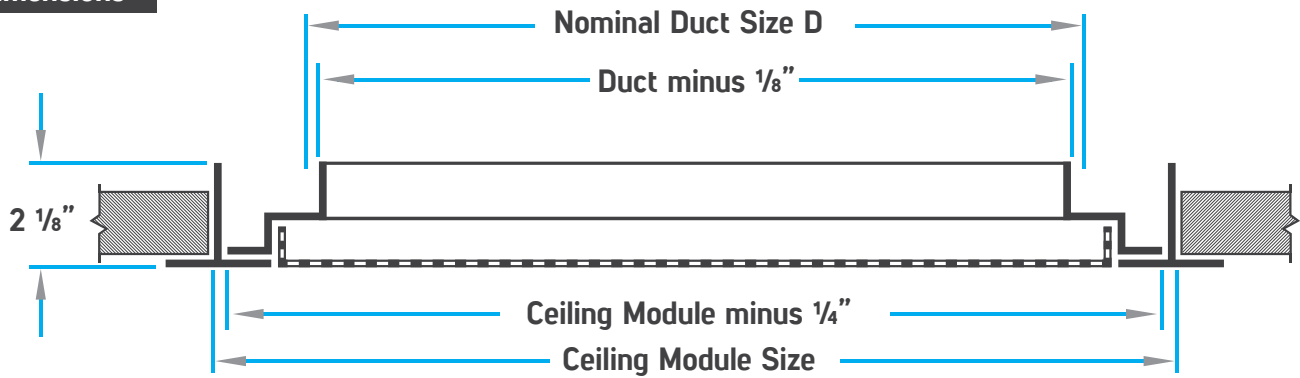 Nominal Duct Size D
Duct minus ⅛”
2 ⅛”
Ceiling Module minus ¼”
Ceiling Module Size